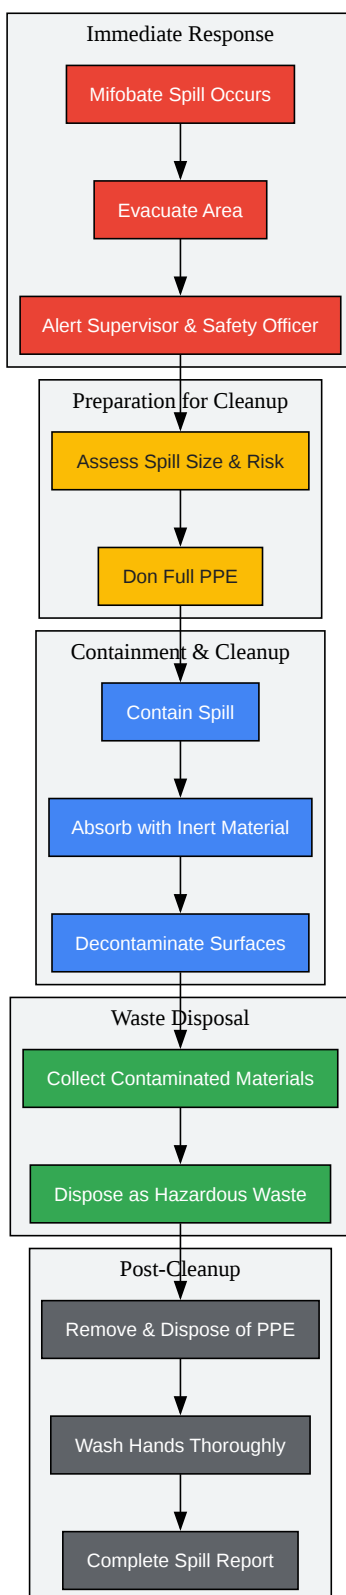 Immediate Response
Mifobate Spill Occurs
Evacuate Area
Alert Supervisor & Safety Officer
Preparation for Cleanup
Assess Spill Size & Risk
Don Full PPE
Containment & Cleanup
Contain Spill
Absorb with Inert Material
Decontaminate Surfaces
Waste Disposal
Collect Contaminated Materials
Dispose as Hazardous Waste
Post-Cleanup
Remove & Dispose of PPE
Wash Hands Thoroughly
Complete Spill Report